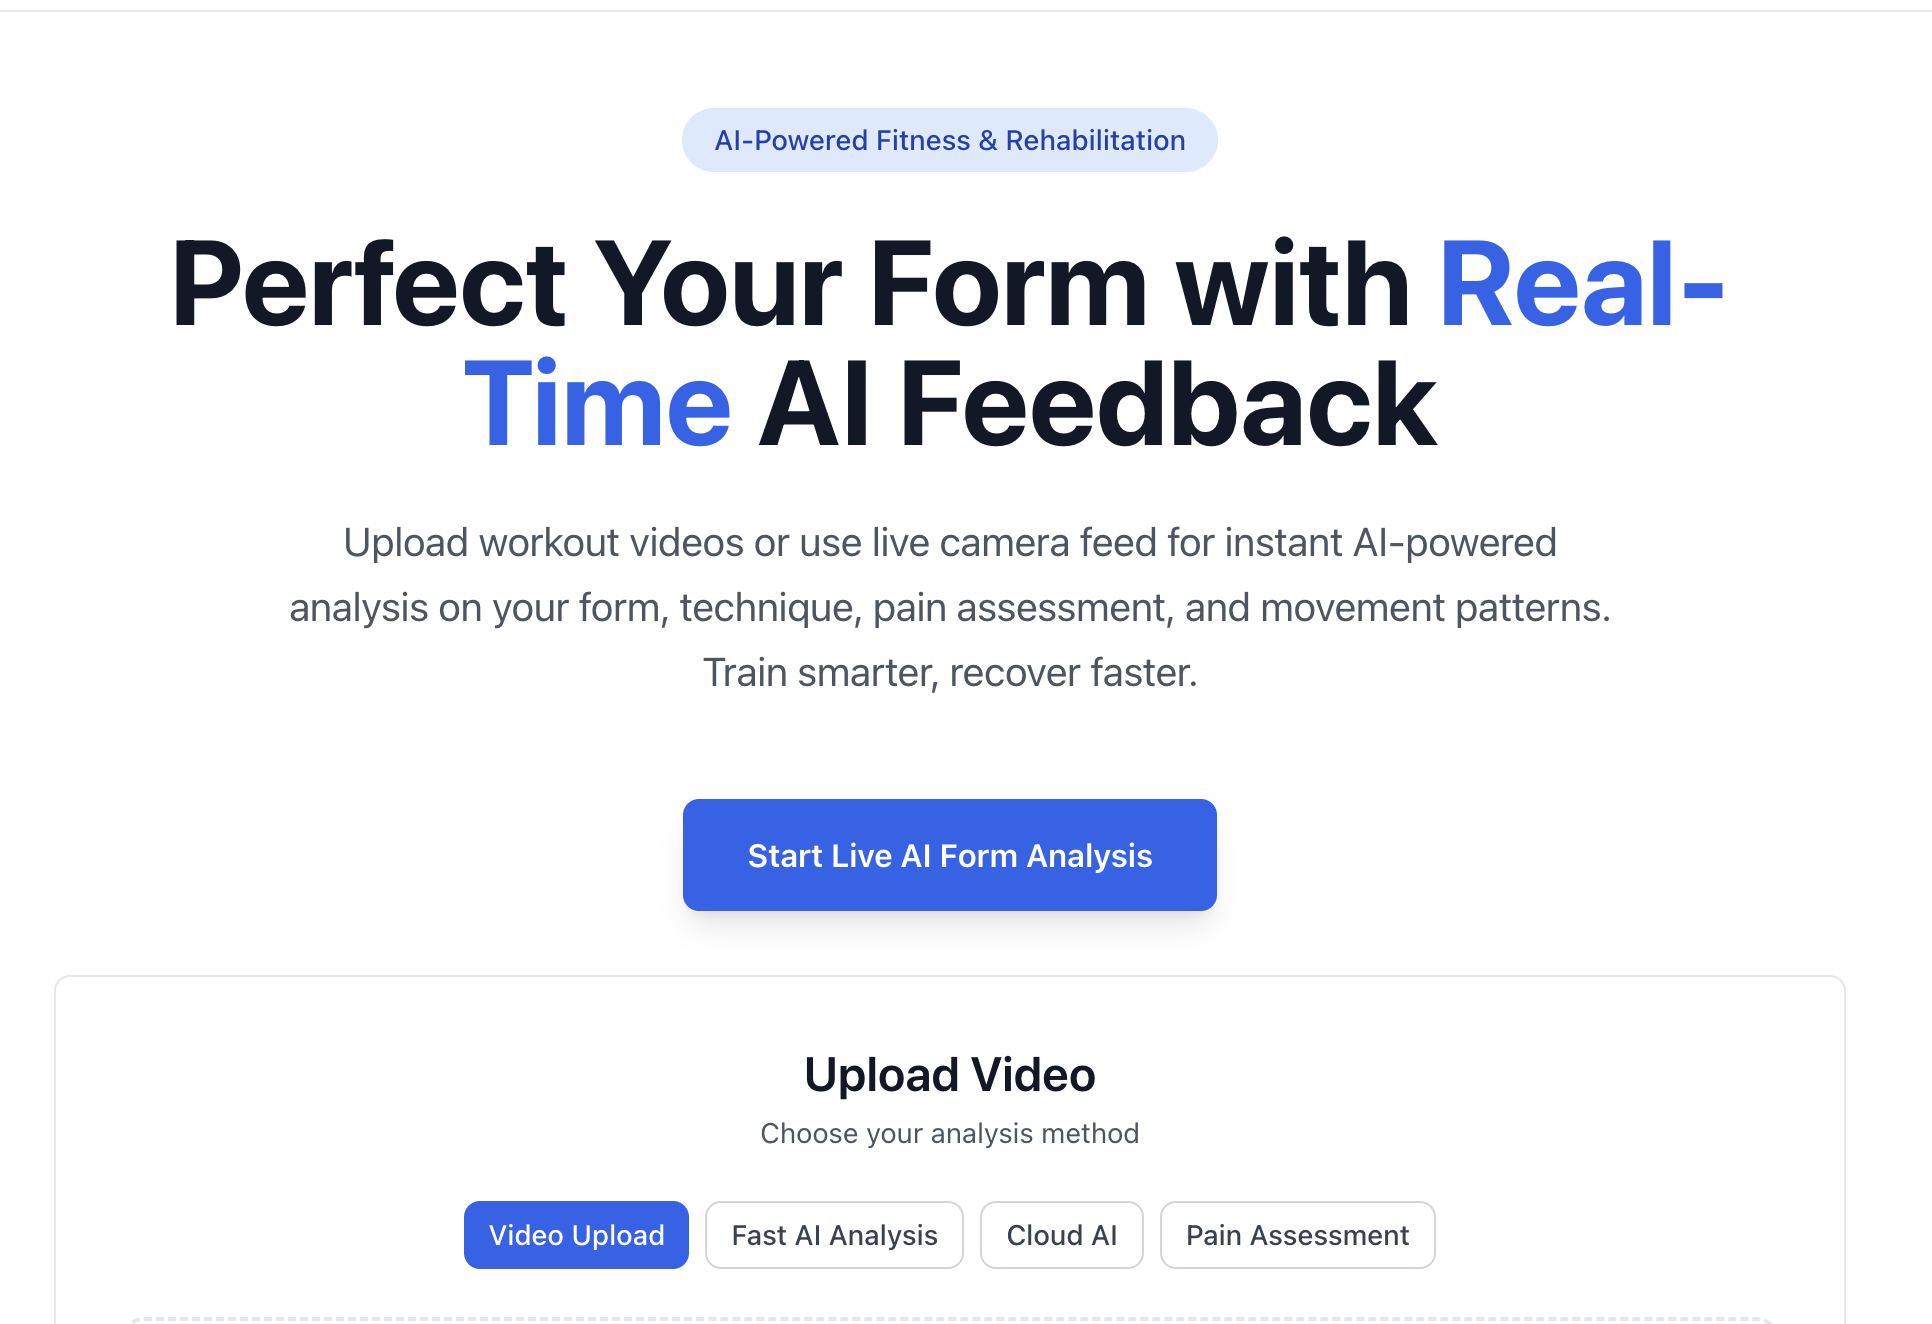 AI-Powered Fitness & Rehabilitation
Perfect Your Form with Real-
Time AI Feedback
Upload workout videos or use live camera feed for instant AI-powered
analysis on your form, technique, pain assessment, and movement patterns.
Train smarter, recover faster.
Start Live AI Form Analysis
Upload Video
Choose your analysis method
Video Upload
Fast AI Analysis
Cloud AI
Pain Assessment